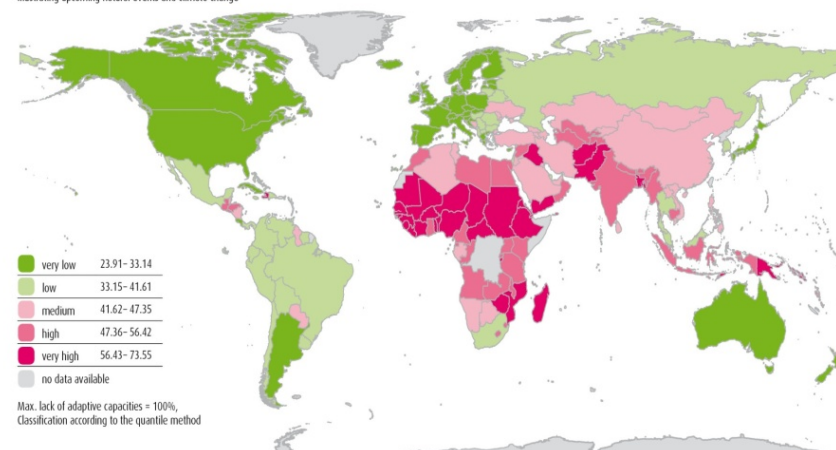 very low 23.91– 33.14
low 33.15– 41.61
medium 41.62– 47.35
high 47.36– 56.42
very high 56.43– 73.55
no data available
Max. lack of adaptive capacities = 100%,
Classification according to the quantile method